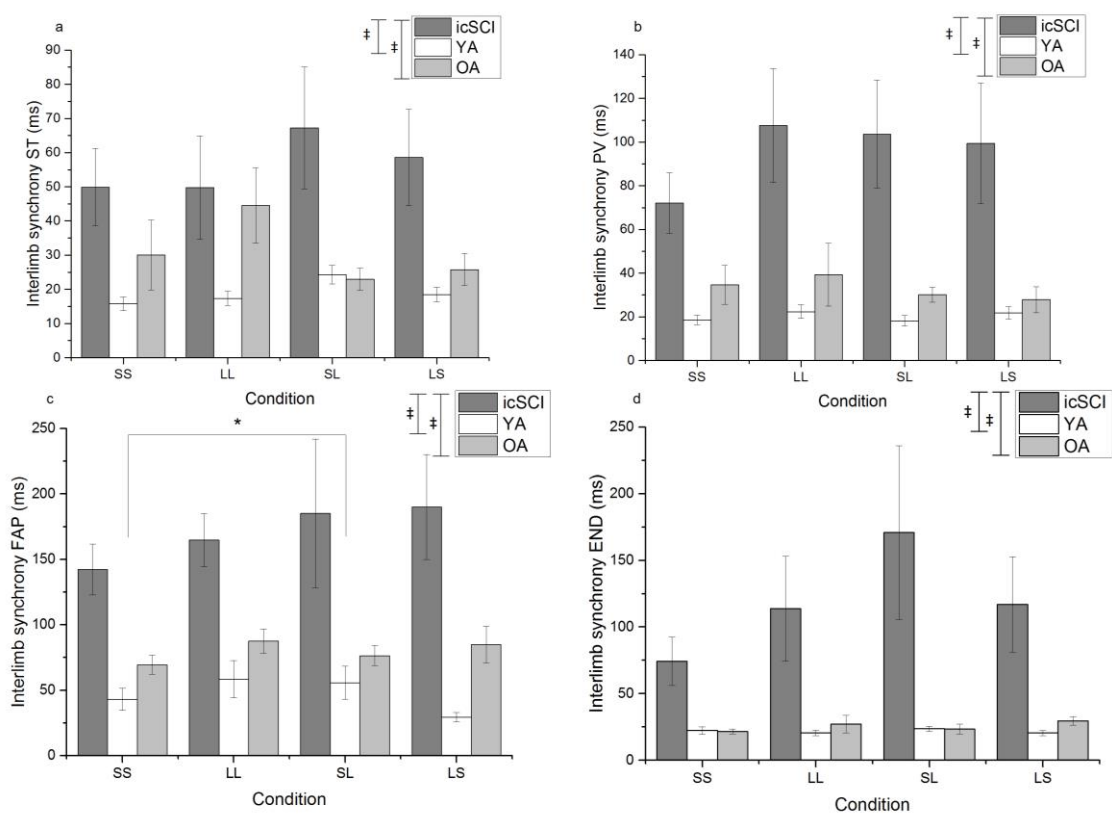 a
‡
‡
icSCI
YA
OA
Interlimb synchrony ST (ms)
90
80
70
60
50
40
30
20
10
0
SS
LL
SL
LS
Condition
b
‡
‡
icSCI
YA
OA
Interlimb synchrony PV (ms)
140
120
100
80
60
40
20
0
SS
LL
SL
LS
Condition
c
*
‡
‡
icSCI
YA
OA
Interlimb synchrony FAP (ms)
250
200
150
100
50
0
SS
LL
SL
LS
Condition
d
‡
‡
icSCI
YA
OA
Interlimb synchrony END (ms)
250
200
150
100
50
0
SS
LL
SL
LS
Condition